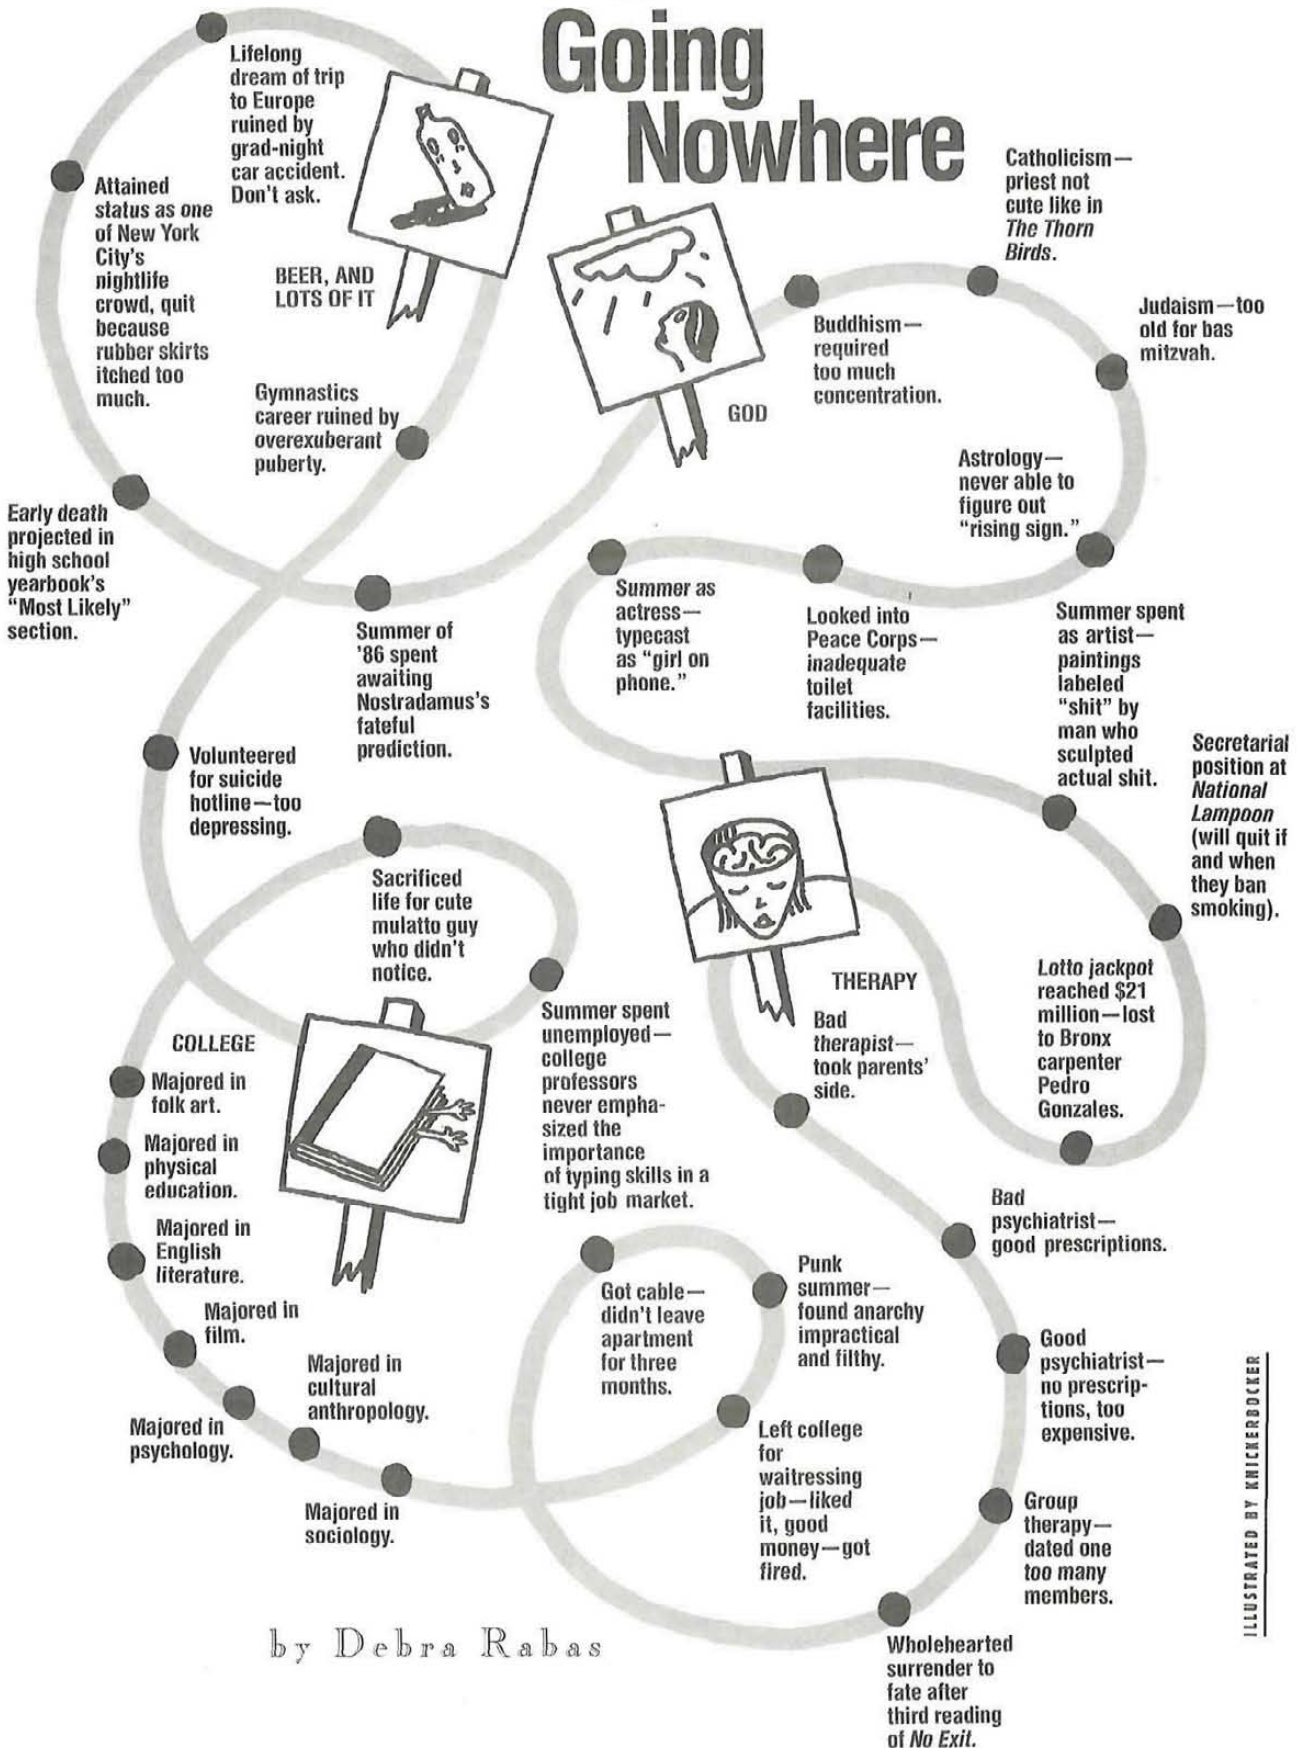 Going
Nowhere
Lifelong
dream of trip
to Europe
ruined by
grad-night
car accident.
Don't ask.
Attained
status as one
of New York
City's
nightlife
crowd, quit
because
rubber skirts
itched too
much.
BEER, AND
LOTS OF IT
Gymnastics
career ruined by
overexuberant
puberty.
Early death
projected in
high school
yearbook's
"Most Likely"
section.
Summer of
'86 spent
awaiting
Nostradamus's
fateful
prediction.
GOD
Buddhism—
required
too much
concentration.
Catholicism—
priest not
cute like in
The Thorn
Birds.
Judaism—too
old for bas
mitzvah.
Astrology—
never able to
figure out
"rising sign."
Looked into
Peace Corps—
inadequate
toilet
facilities.
Summer as
actress—
typecast
as "girl on
phone."
Summer spent
as artist—
paintings
labeled
"shit" by
man who
sculpted
actual shit.
Secretarial
position at
National
Lampoon
(will quit if
and when
they ban
smoking).
Lotto jackpot
reached $21
million—lost
to Bronx
carpenter
Pedro
Gonzales.
THERAPY
Bad
therapist—
took parents'
side.
Bad
psychiatrist—
good prescriptions.
Good
psychiatrist—
no prescrip-
tions, too
expensive.
Group
therapy—
dated one
too many
members.
Wholehearted
surrender to
fate after
third reading
of No Exit.
Got cable—
didn't leave
apartment
for three
months.
Punk
summer—
found anarchy
impractical
and filthy.
Left college
for
waitressing
job—liked
it, good
money—got
fired.
Volunteered
for suicide
hotline—too
depressing.
Sacrificed
life for cute
mulatto guy
who didn't
notice.
Summer spent
unemployed—
college
professors
never empha-
sized the
importance
of typing skills in a
tight job market.
COLLEGE
Majored in
folk art.
Majored in
physical
education.
Majored in
English
literature.
Majored in
film.
Majored in
psychology.
Majored in
cultural
anthropology.
Majored in
sociology.
by Debra Rabas
ILLUSTRATED BY KNICKERBOCKER